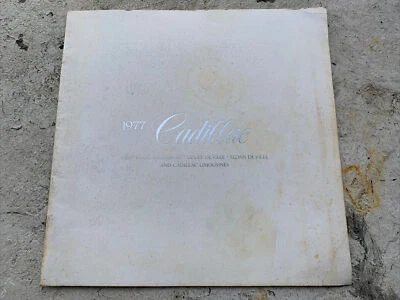 1977 Cadillac
COUPE DE VILLE • SEDAN DE VILLE
AND CADILLAC LIMOUSINES